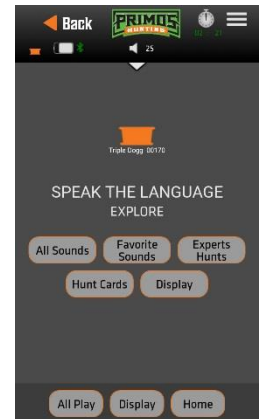 Back
PRIMOS
HUNTING
25
Triple Dogg 00170
SPEAK THE LANGUAGE
EXPLORE
All Sounds
Favorite
Sounds
Experts
Hunts
Hunt Cards
Display
All Play
Display
Home